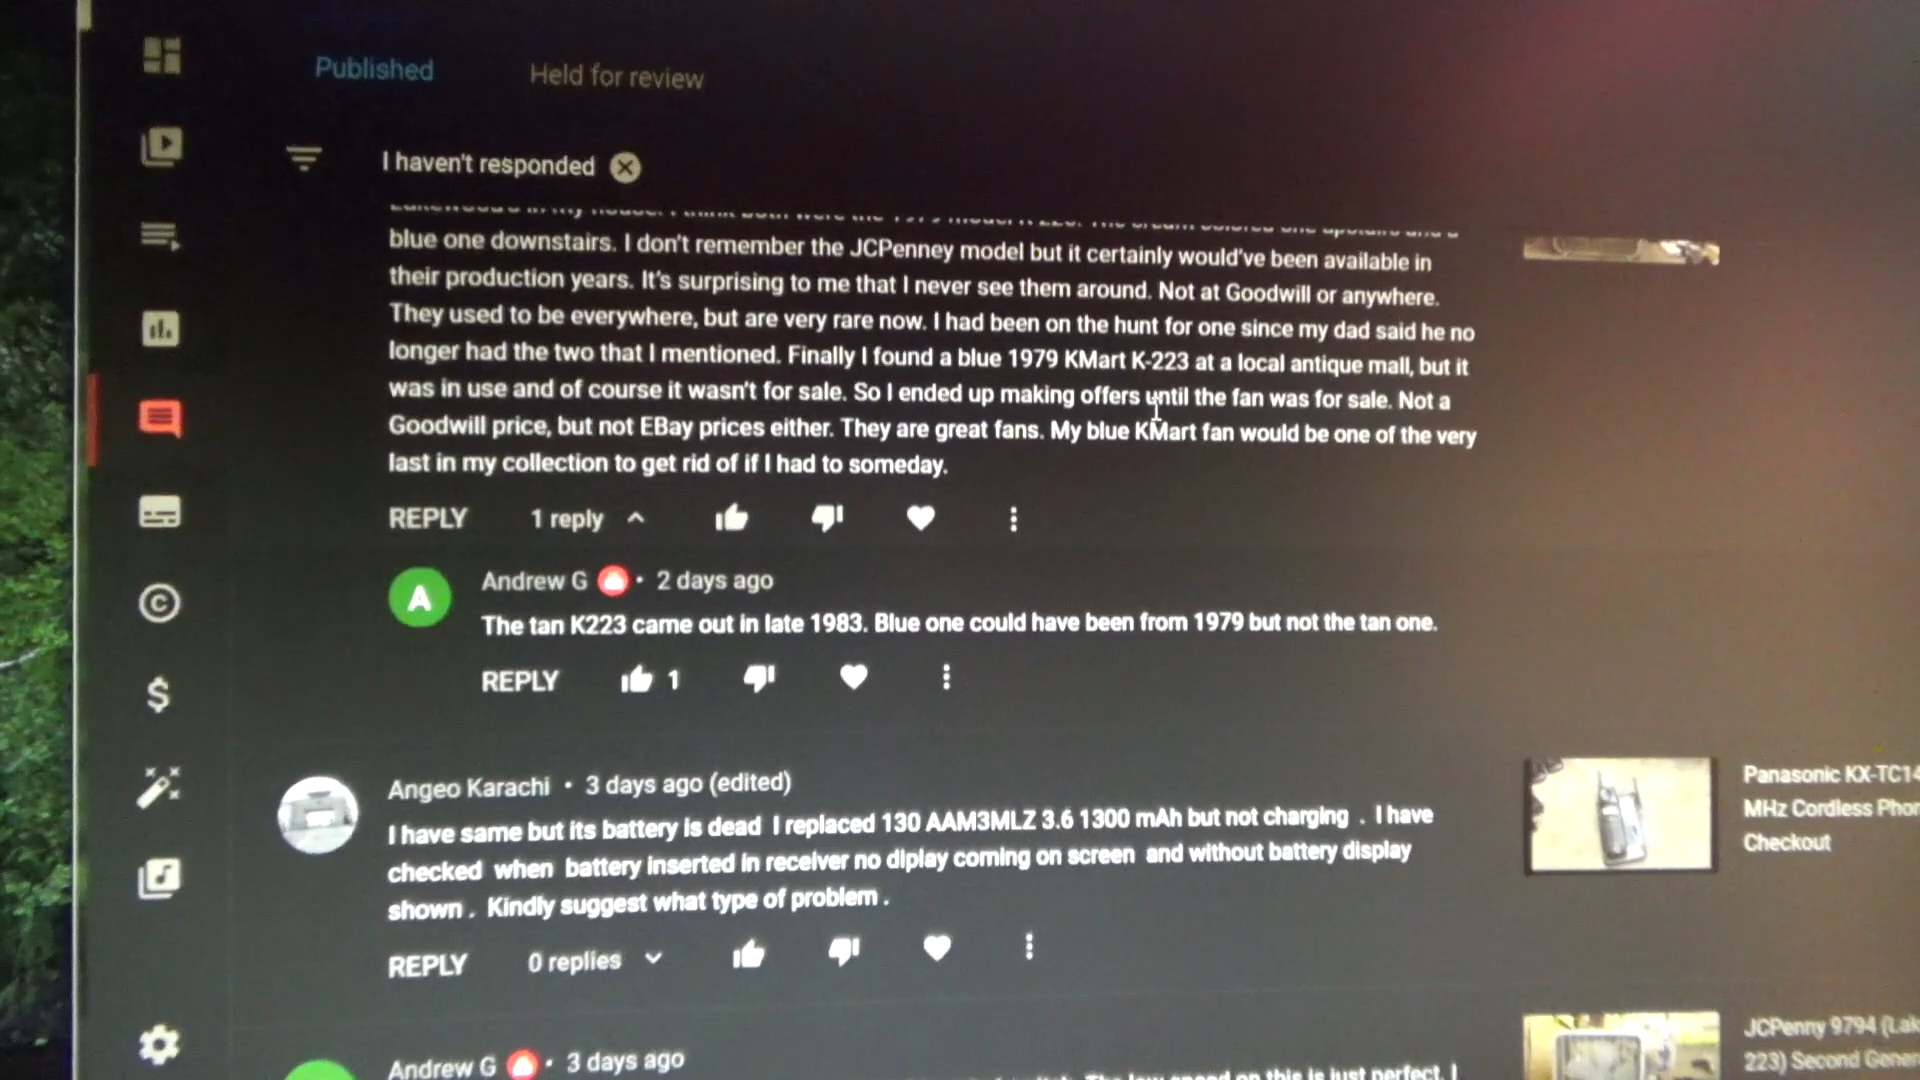 Published
Held for review
I haven't responded
blue one downstairs. I don't remember the JCPenney model but it certainly would've been available in
their production years. It's surprising to me that I never see them around. Not at Goodwill or anywhere.
They used to be everywhere, but are very rare now. I had been on the hunt for one since my dad said he no
longer had the two that I mentioned. Finally I found a blue 1979 KMart K-223 at a local antique mall, but it
was in use and of course it wasn't for sale. So I ended up making offers until the fan was for sale. Not a
Goodwill price, but not EBay prices either. They are great fans. My blue KMart fan would be one of the very
last in my collection to get rid of if I had to someday.
REPLY
1 reply
A
Andrew G • 2 days ago
The tan K223 came out in late 1983. Blue one could have been from 1979 but not the tan one.
REPLY
1
Angeo Karachi • 3 days ago (edited)
I have same but its battery is dead I replaced 130 AAM3MLZ 3.6 1300 mAh but not charging . I have
checked when battery inserted in receiver no diplay coming on screen and without battery display
shown . Kindly suggest what type of problem .
REPLY
0 replies
Panasonic KX-TC14
MHz Cordless Phon
Checkout
Andrew G • 3 days ago
The low speed on this is just perfect. I
JCPenny 9794 (Lak
223) Second Gener